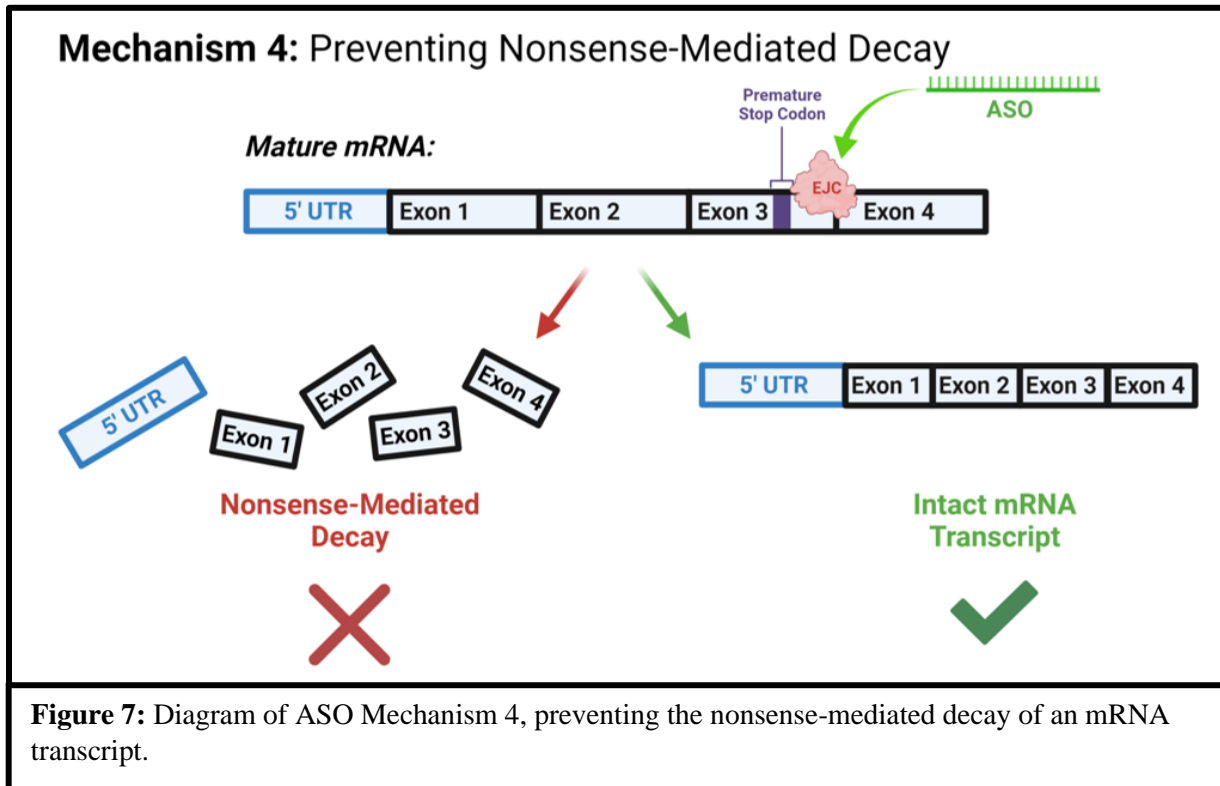 Mechanism 4: Preventing Nonsense-Mediated Decay
Premature
Stop Codon
ASO
Mature mRNA:
EJC
5' UTR
Exon 1
Exon 2
Exon 3
Exon 4
5' UTR
Exon 1
Exon 2
Exon 3
Exon 4
5' UTR
Exon 1
Exon 2
Exon 3
Exon 4
Nonsense-Mediated
Decay
Intact mRNA
Transcript
Figure 7: Diagram of ASO Mechanism 4, preventing the nonsense-mediated decay of an mRNA
transcript.